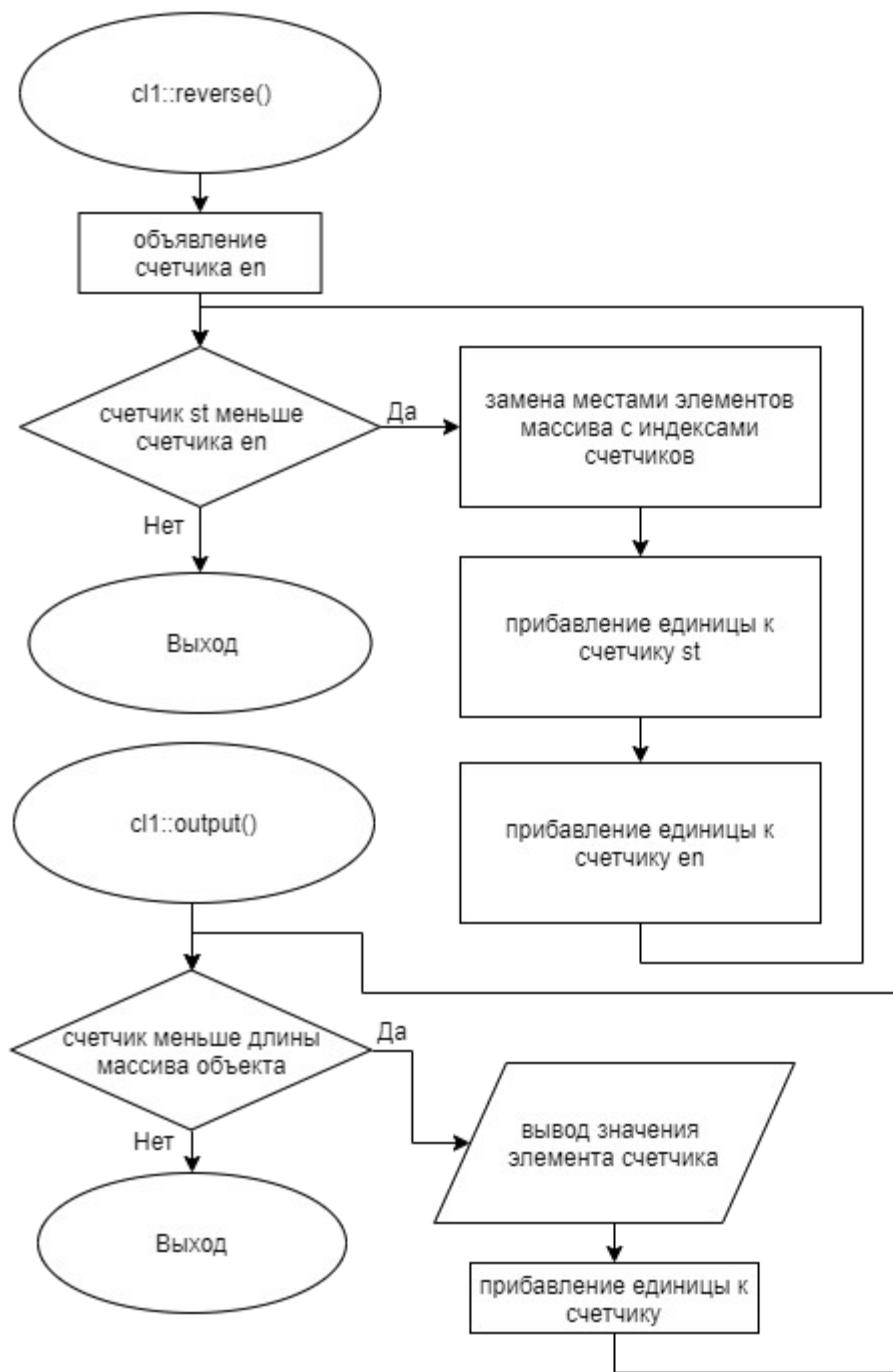 cl1::reverse()
объявление
счетчика en
счетчик st меньше
счетчика en
Да
замена местами элементов
массива с индексами
счетчиков
Нет
Выход
прибавление единицы к
счетчику st
прибавление единицы к
счетчику en
cl1::output()
счетчик меньше длины
массива объекта
Да
вывод значения
элемента счетчика
Нет
Выход
прибавление единицы к
счетчику